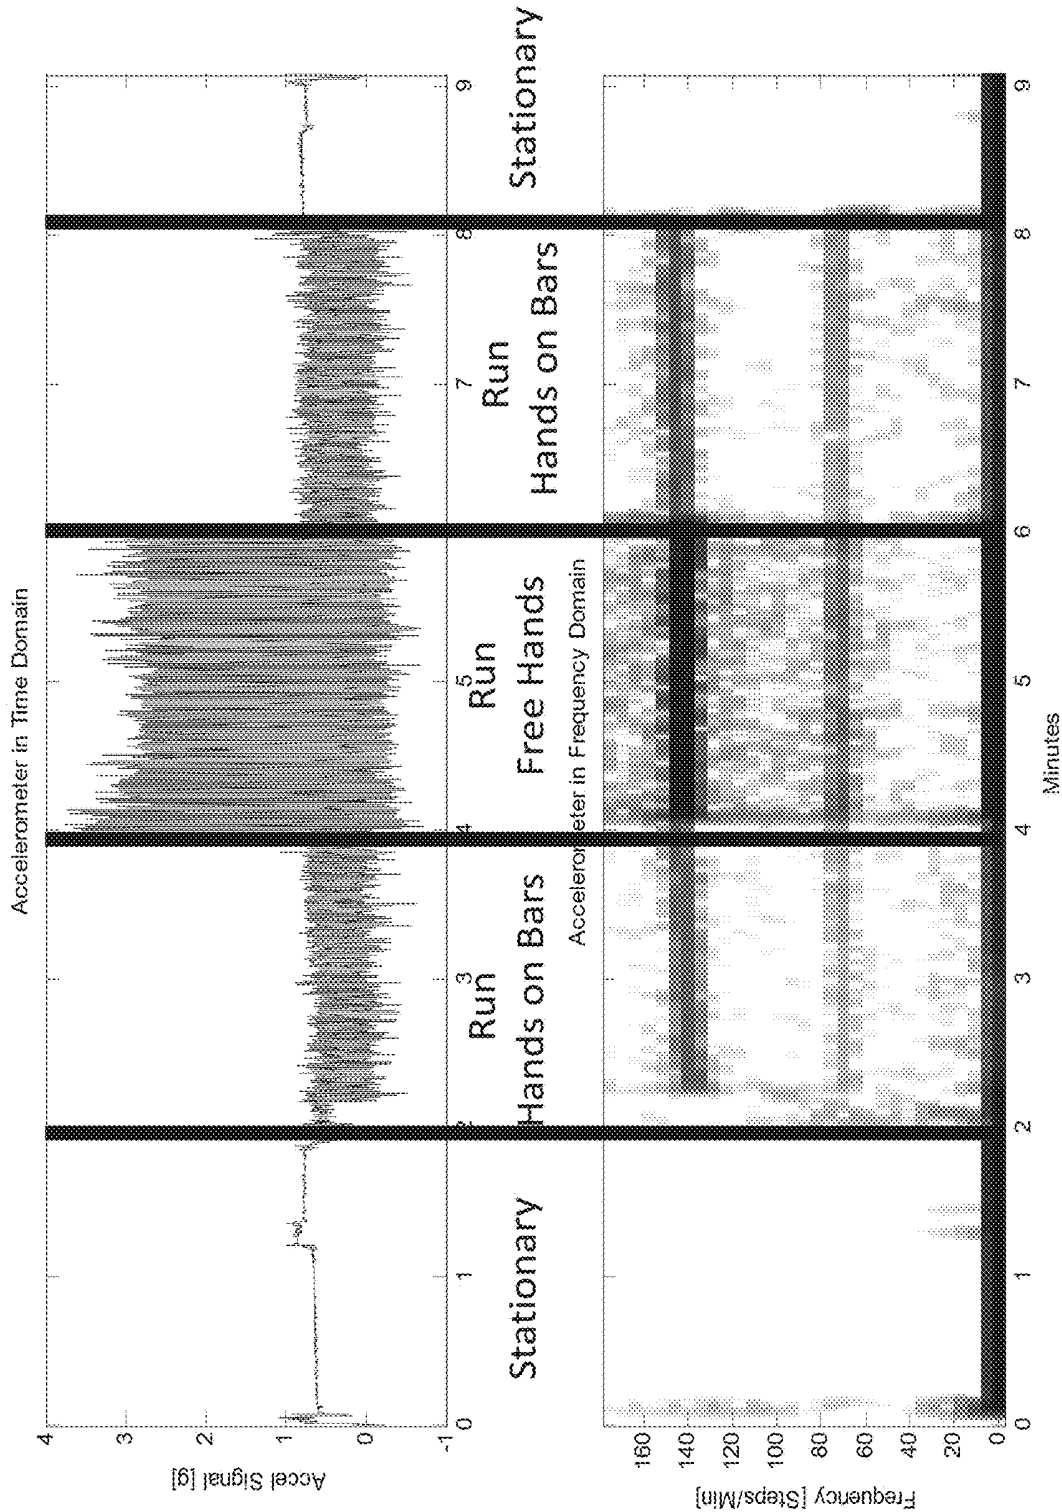 Accelerometer in Time Domain
Accel Signal [g]
4
3
2
1
0
-1
0
1
2
3
4
5
6
7
8
9
Stationary
Run
Hands on Bars
Run
Free Hands
Run
Hands on Bars
Stationary
Accelerometer in Frequency Domain
Frequency [Steps/Min]
160
140
120
100
80
60
40
20
0
0
1
2
3
4
5
6
7
8
9
Minutes